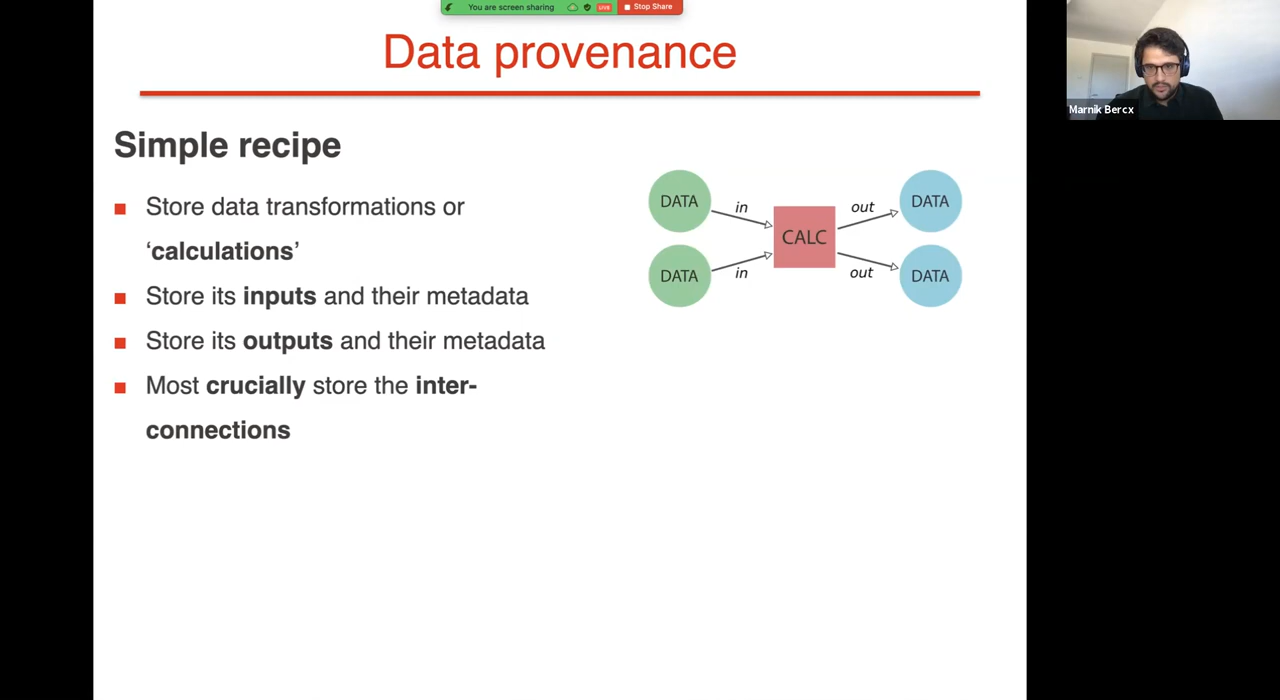 You are screen sharing LIVE Stop Share
Data provenance
Marnik Bercx
Simple recipe
Store data transformations or
‘calculations’
Store its inputs and their metadata
Store its outputs and their metadata
Most crucially store the inter-
connections
DATA in CALC out DATA
DATA in out DATA